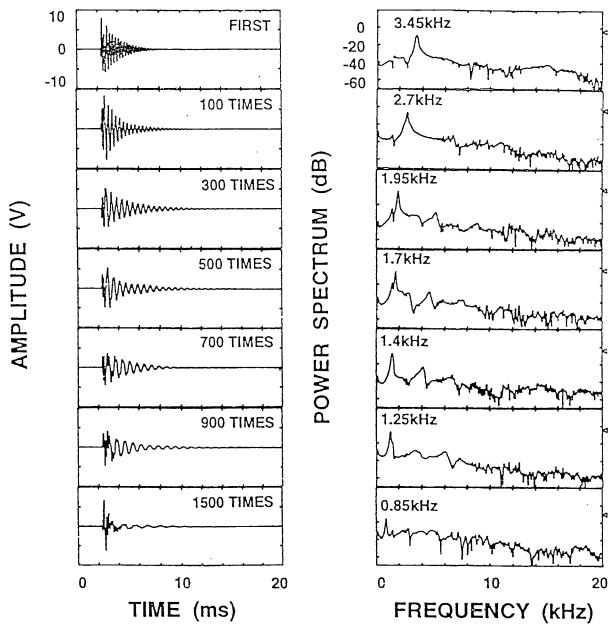 10
0
-10
FIRST
100 TIMES
300 TIMES
500 TIMES
700 TIMES
900 TIMES
1500 TIMES
AMPLITUDE (V)
0 10 20
TIME (ms)
0
-20
-40
-60
3.45kHz
2.7kHz
1.95kHz
1.7kHz
1.4kHz
1.25kHz
0.85kHz
POWER SPECTRUM (dB)
0 10 20
FREQUENCY (kHz)